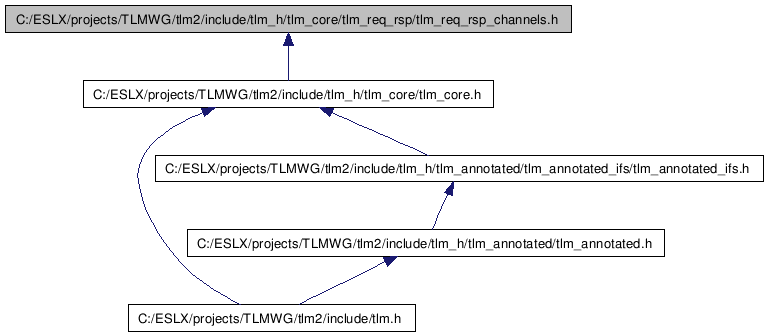 C:/ESLX/projects/TLMWG/tlm2/include/tlm_h/tlm_core/tlm_req_rsp/tlm_req_rsp_channels.h
C:/ESLX/projects/TLMWG/tlm2/include/tlm_h/tlm_core/tlm_core.h
C:/ESLX/projects/TLMWG/tlm2/include/tlm_h/tlm_annotated/tlm_annotated_ifs/tlm_annotated_ifs.h
C:/ESLX/projects/TLMWG/tlm2/include/tlm_h/tlm_annotated/tlm_annotated.h
C:/ESLX/projects/TLMWG/tlm2/include/tlm.h